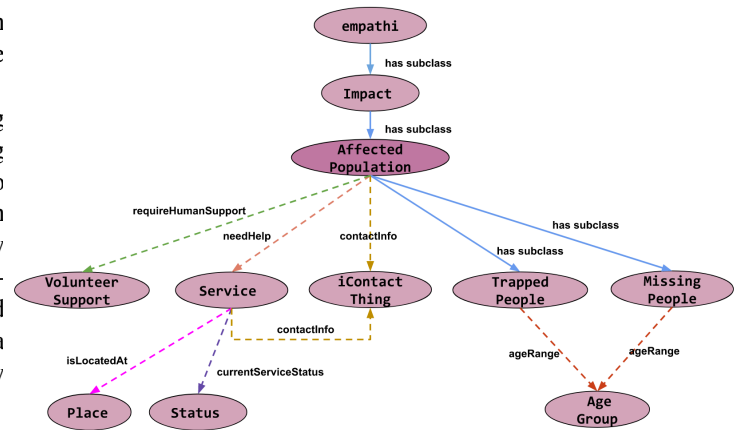 empathi
has subclass
Impact
has subclass
Affected
Population
requireHumanSupport
needHelp
contactInfo
has subclass
has subclass
Volunteer
Support
Service
iContact
Thing
Trapped
People
Missing
People
contactInfo
isLocatedAt
currentServiceStatus
ageRange
ageRange
Place
Status
Age
Group